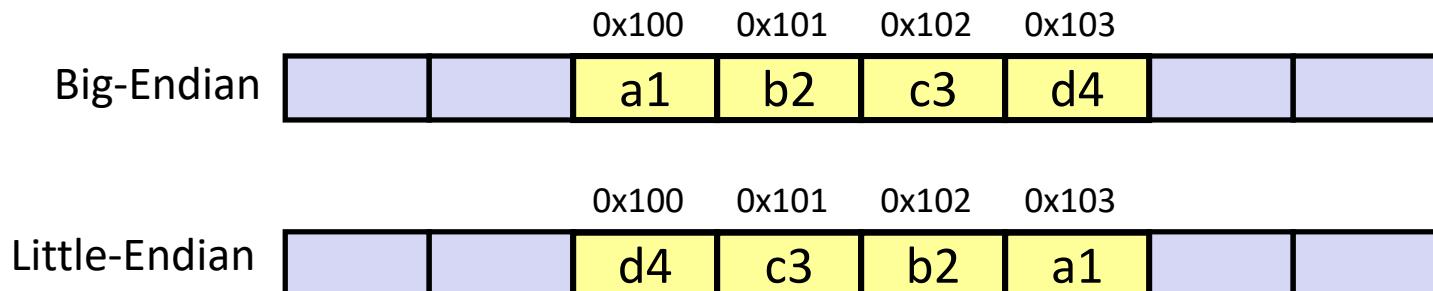 0x100 0x101 0x102 0x103
Big-Endian a1 b2 c3 d4
0x100 0x101 0x102 0x103
Little-Endian d4 c3 b2 a1